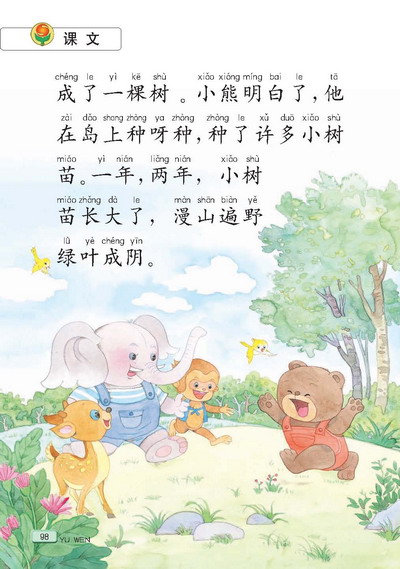 课文
chéng le yì kē shù xiǎo xióng míng bai le tā
成了一棵树。小熊明白了，他
zài dǎo shang zhòng ya zhòng zhòng le xǔ duō xiǎo shù
在岛上种呀种，种了许多小树
miáo yì nián liǎng nián xiǎo shù
苗。一年，两年，小树
miáo zhǎng dà le màn shān biàn yě
苗长大了，漫山遍野
lǜ yè chéng yīn
绿叶成阴。
98
YU WEN